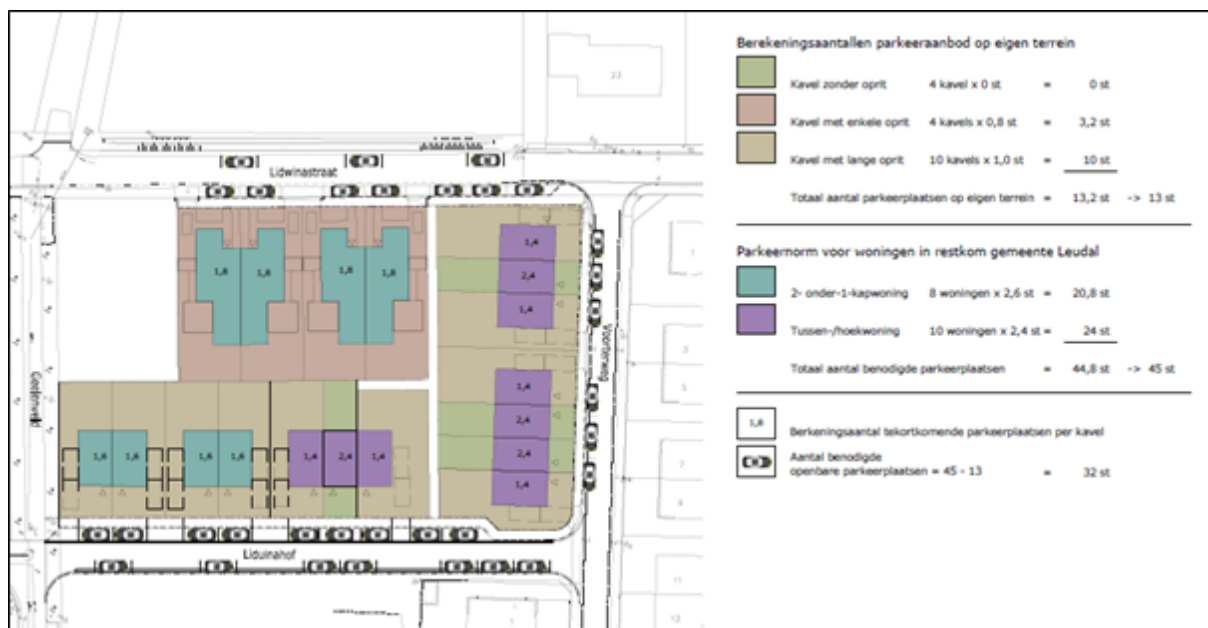 Berekeningsaantallen parkeeraanbod op eigen terrein
Kavel zonder oprit 4 kavel x 0 st = 0 st
Kavel met enkele oprit 4 kavels x 0,8 st = 3,2 st
Kavel met lange oprit 10 kavels x 1,0 st = 10 st
Totaal aantal parkeerplaatsen op eigen terrein = 13,2 st -> 13 st
Parkeernorm voor woningen in restkom gemeente Leudal
2- onder-1-kapwoning 8 woningen x 2,6 st = 20,8 st
Tussen-/hoekwoning 10 woningen x 2,4 st = 24 st
Totaal aantal benodigde parkeerplaatsen = 44,8 st -> 45 st
1,8 Berkeningsaantal tekortkomende parkeerplaatsen per kavel
Aantal benodigde
openbare parkeerplaatsen = 45 - 13 = 32 st
Lidwinastraat
1,8 1,8 1,8 1,8
1,4
2,4
1,4
Voorterweg
1,4
2,4
2,4
1,4
Geelenveld
1,6 1,6 1,6 1,6 1,4 2,4 1,4
Liduinahof